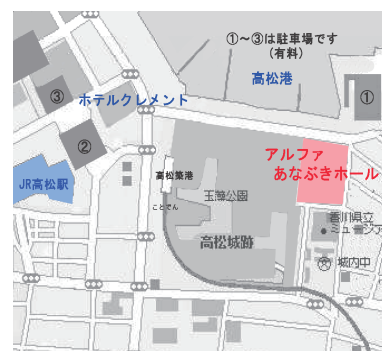 ①~③は駐車場です
(有料)
高松港
①
③
ホテルクレメント
②
アルファ
あなぶきホール
JR高松駅
高松築港
ことでん
玉藻公園
香川県立
ミュージア
高松城跡
城内中